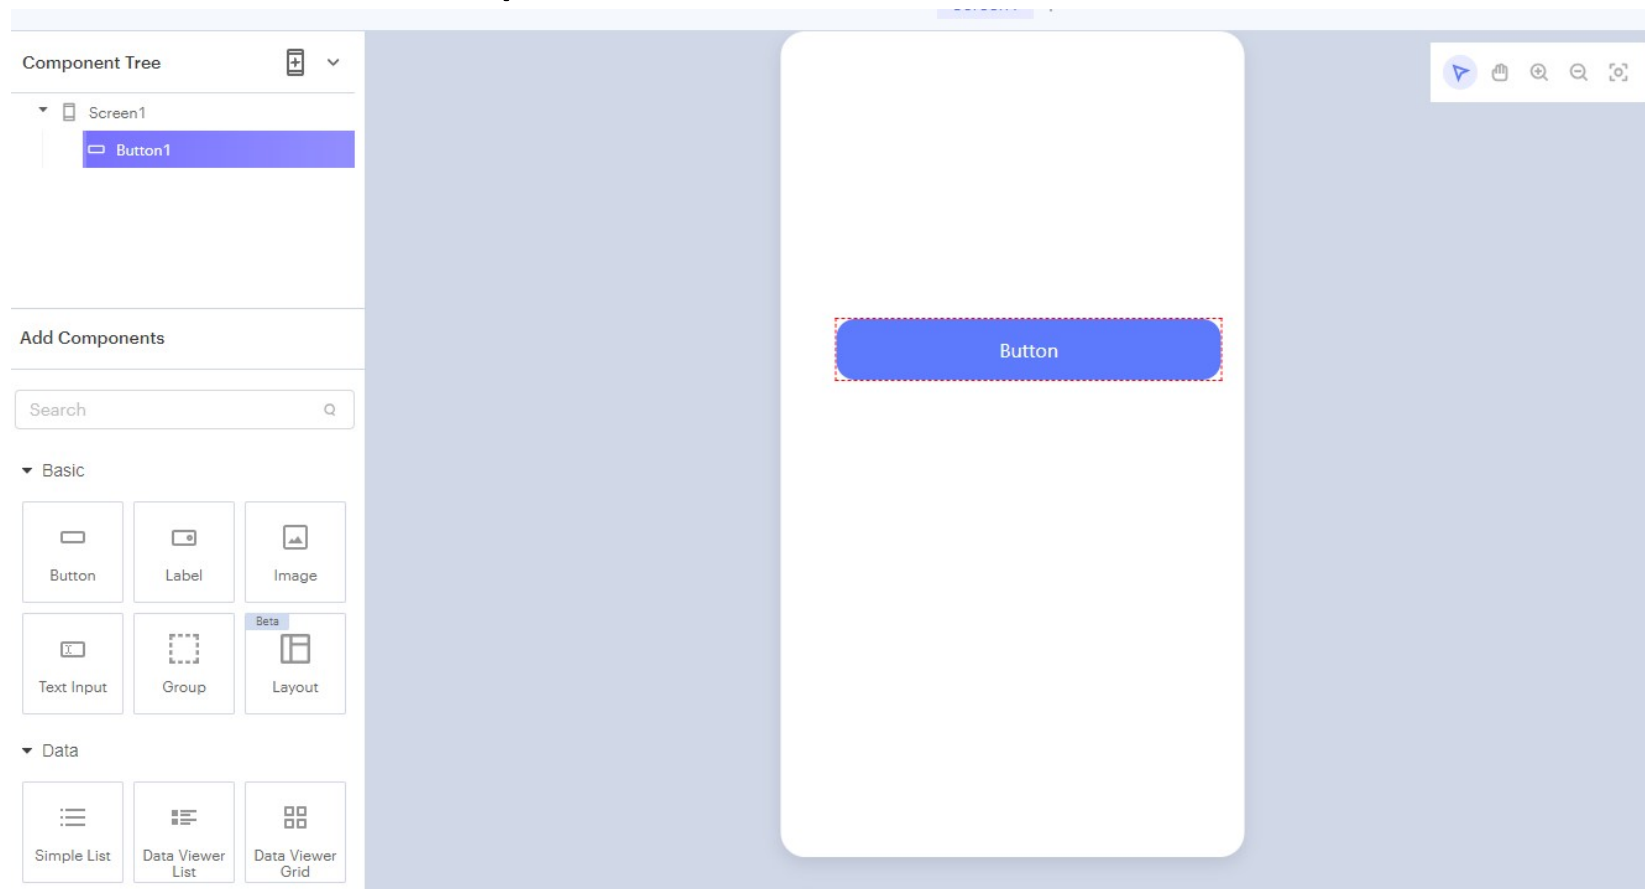 Component Tree
Screen1
Button1
Button
Add Components
Search
Basic
Button
Label
Image
Beta
Text Input
Group
Layout
Data
Simple List
Data Viewer
List
Data Viewer
Grid